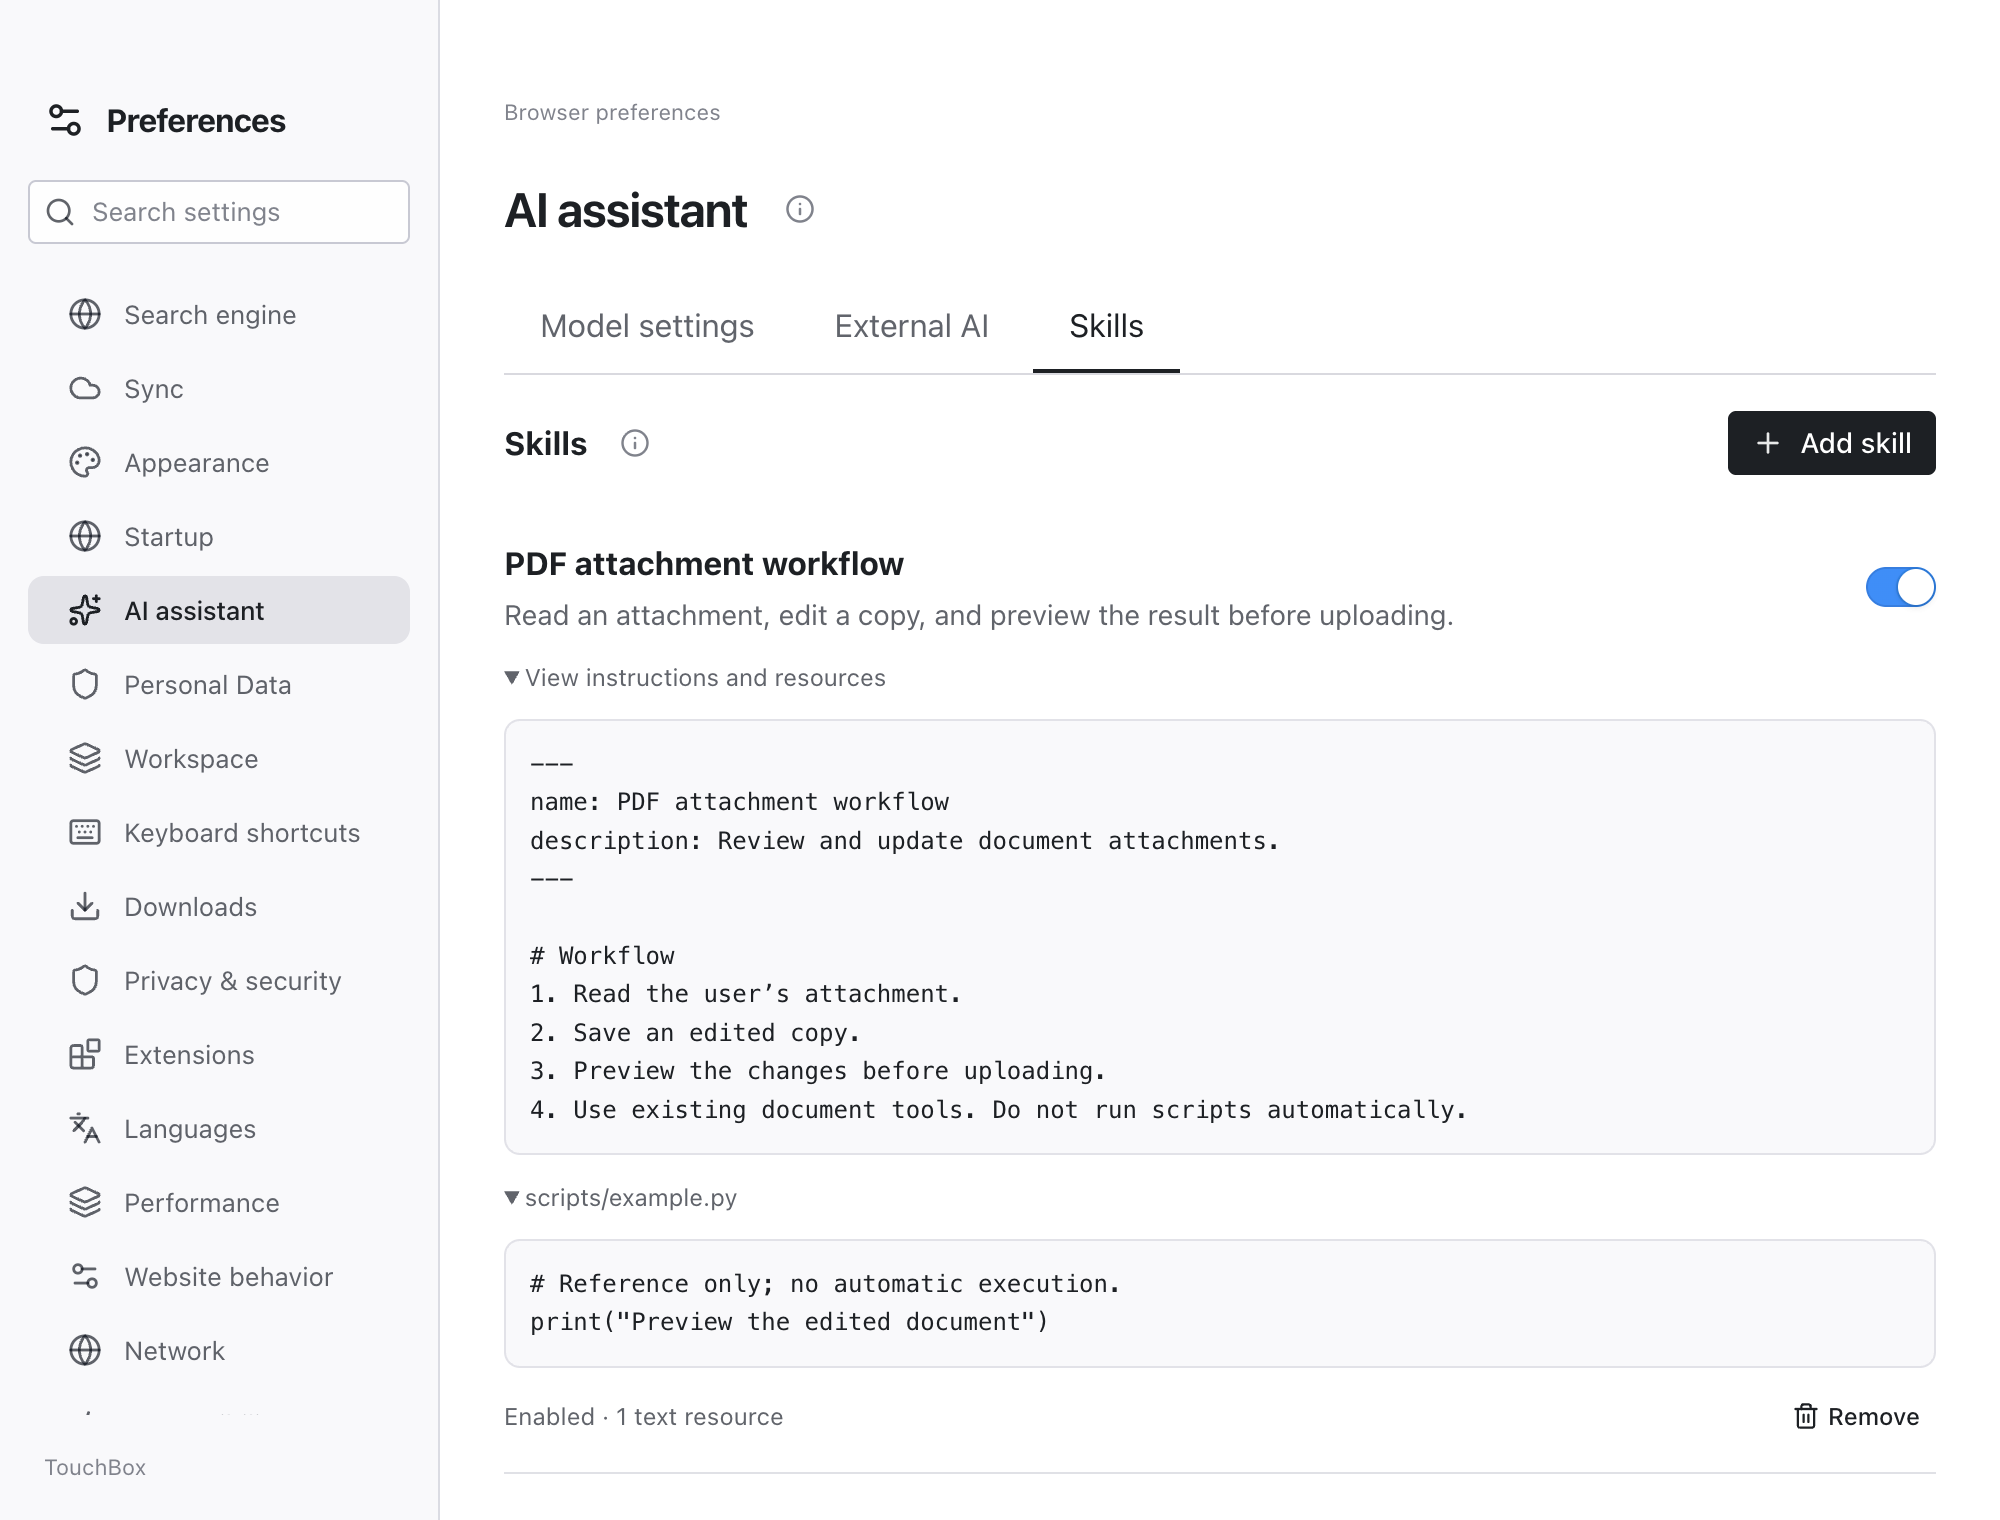 Preferences
Search settings
Search engine
Sync
Appearance
Startup
AI assistant
Personal Data
Workspace
Keyboard shortcuts
Downloads
Privacy & security
Extensions
Languages
Performance
Website behavior
Network
TouchBox
Browser preferences
AI assistant
Model settings
External AI
Skills
Skills
Add skill
PDF attachment workflow
Read an attachment, edit a copy, and preview the result before uploading.
View instructions and resources
---
name: PDF attachment workflow
description: Review and update document attachments.
---
# Workflow
1. Read the user’s attachment.
2. Save an edited copy.
3. Preview the changes before uploading.
4. Use existing document tools. Do not run scripts automatically.
scripts/example.py
# Reference only; no automatic execution.
print("Preview the edited document")
Enabled · 1 text resource
Remove